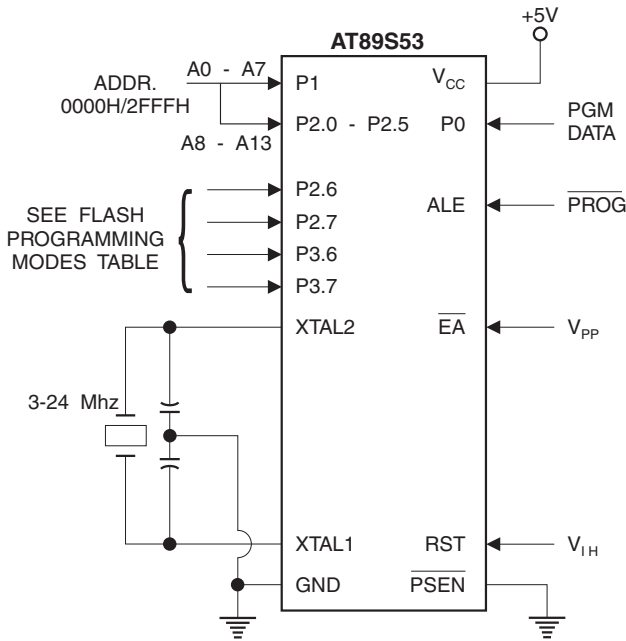 +5V
AT89S53
A0 - A7
ADDR.
0000H/2FFFH
P1
VCC
P2.0 - P2.5
P0
PGM
DATA
A8 - A13
P2.6
SEE FLASH
PROGRAMMING
MODES TABLE
P2.7
ALE
PROG
P3.6
P3.7
XTAL2
EA
VPP
3-24 Mhz
XTAL1
RST
VIH
GND
PSEN